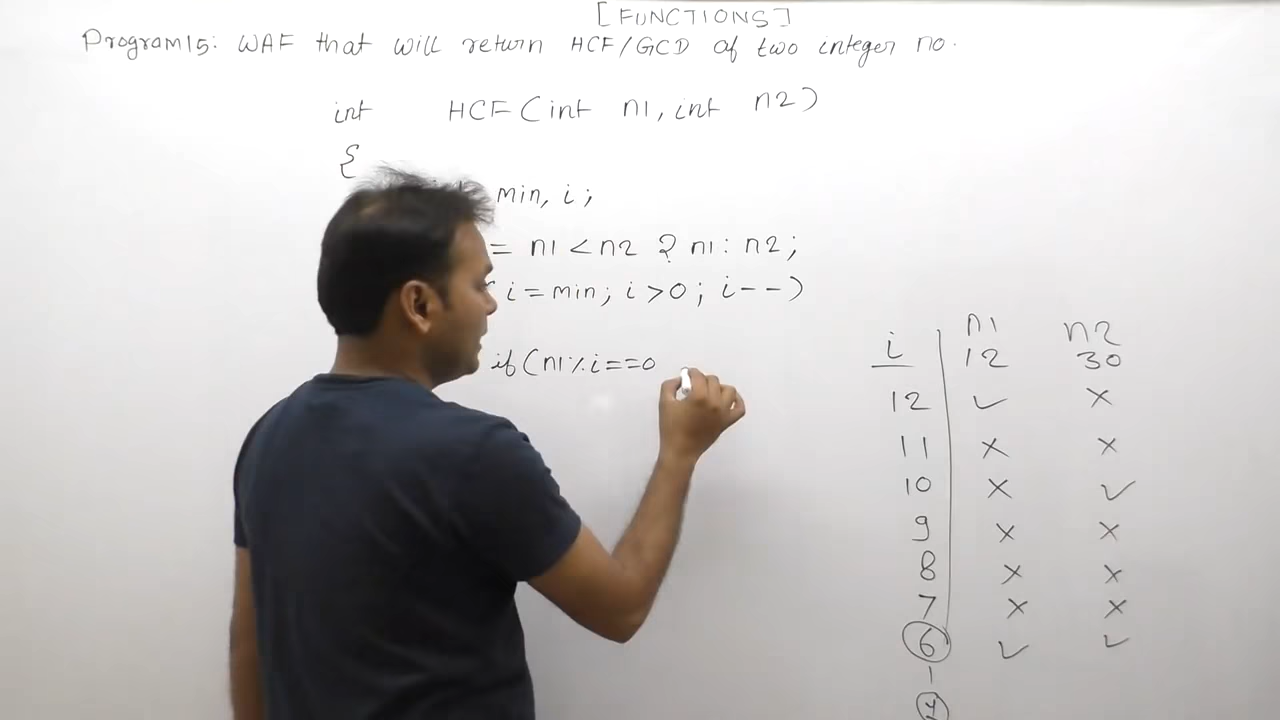 [FUNCTIONS]
Program15: WAF that will return HCF/GCD of two integer no.
int HCF(int n1, int n2)
{
min, i;
= n1 < n2 ? n1 : n2;
i = min; i > 0; i--)
if (n1 % i == 0
i n1 n2
12 30
12 ✓ ×
11 × ×
10 × ✓
9 × ×
8 × ×
7 × ×
6 ✓ ✓
1